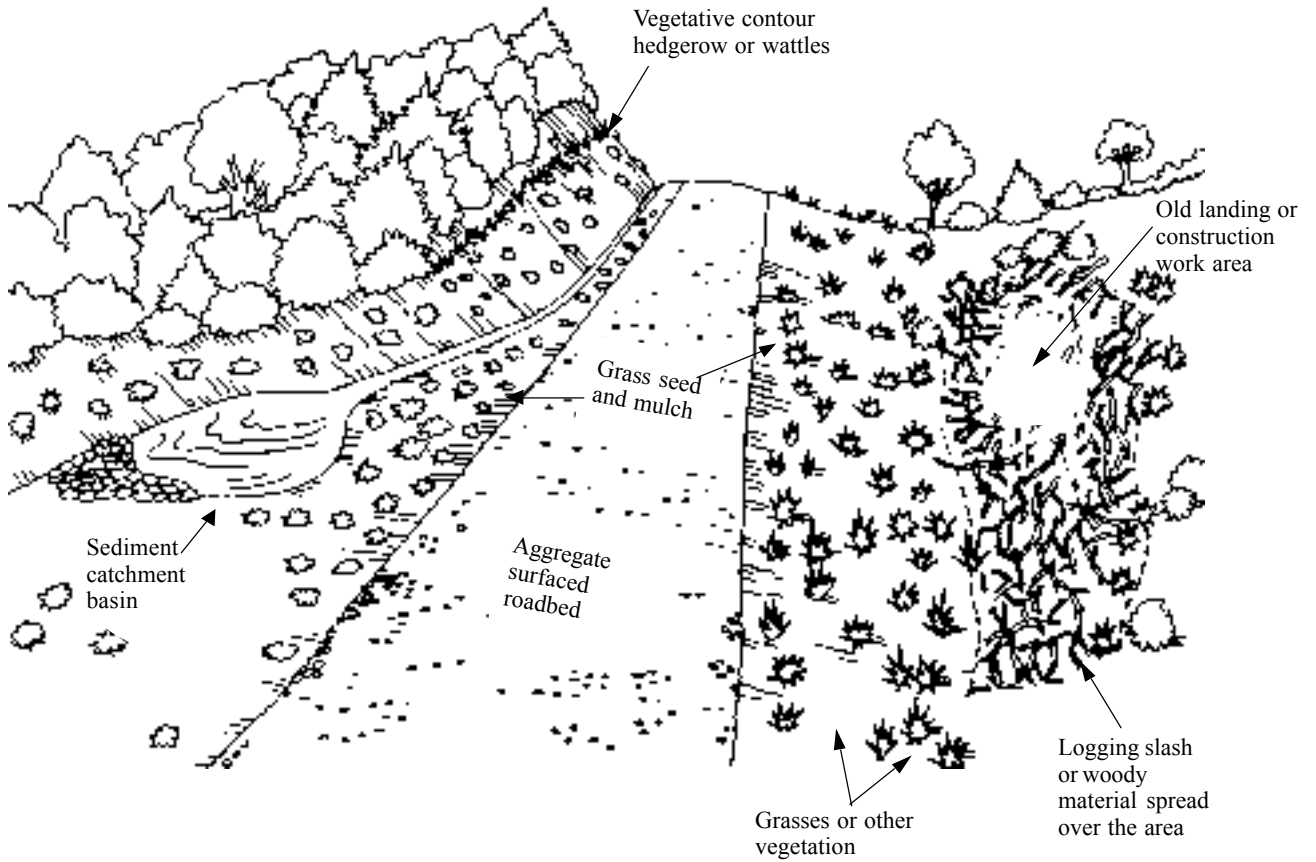 Vegetative contour
hedgerow or wattles
Old landing or
construction
work area
Grass seed
and mulch
Sediment
catchment
basin
Aggregate
surfaced
roadbed
Logging slash
or woody
material spread
over the area
Grasses or other
vegetation